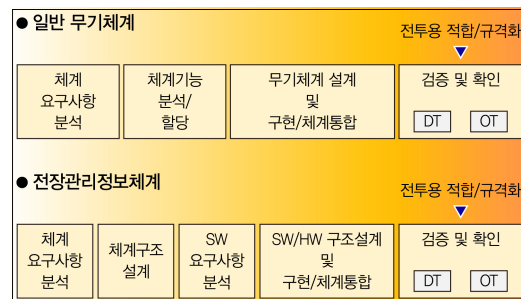 ● 일반 무기체계
전투용 적합/규격화
체계
요구사항
분석
체계기능
분석/
할당
무기체계 설계
및
구현/체계통합
검증 및 확인
DT OT
● 전장관리정보체계
전투용 적합/규격화
체계
요구사항
분석
체계구조
설계
SW
요구사항
분석
SW/HW 구조설계
및
구현/체계통합
검증 및 확인
DT OT